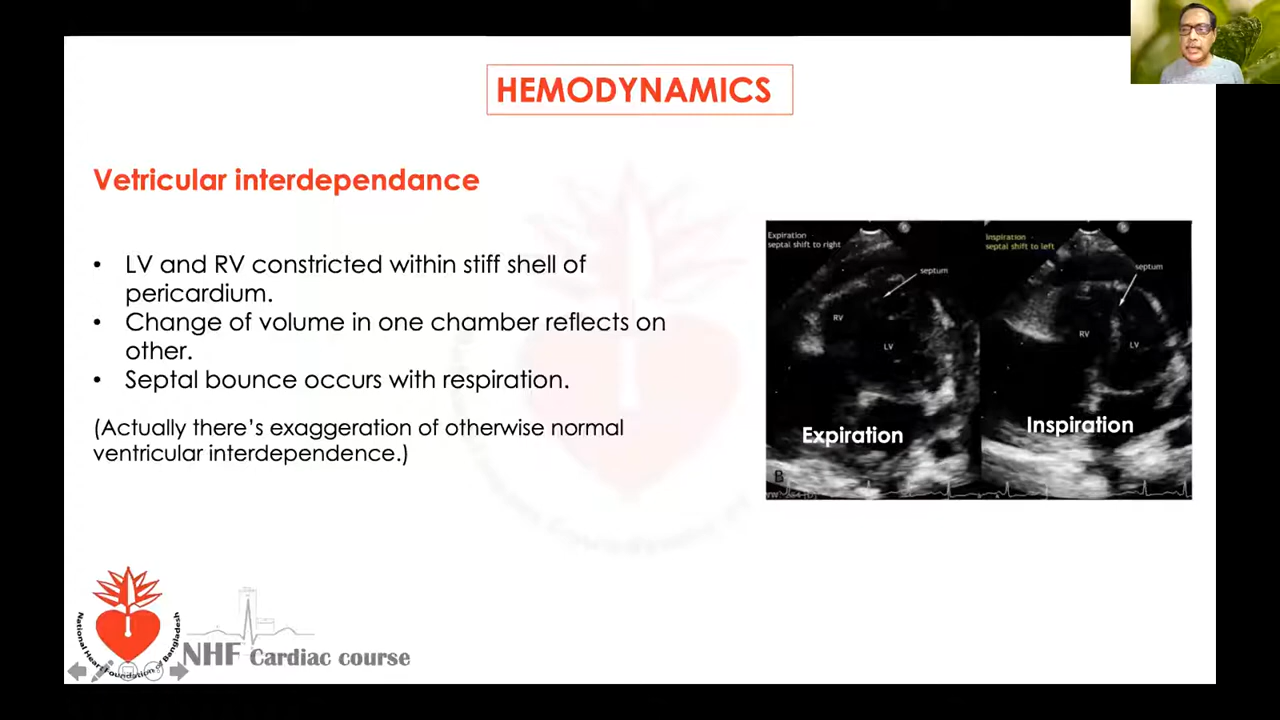 HEMODYNAMICS
Vetricular interdependance
• LV and RV constricted within stiff shell of
pericardium.
• Change of volume in one chamber reflects on
other.
• Septal bounce occurs with respiration.
(Actually there’s exaggeration of otherwise normal
ventricular interdependence.)
Expiration
septal shift to right
septum
RV
LV
Expiration
B
Inspiration
septal shift to left
septum
RV
LV
Inspiration
National Heart Foundation of Bangladesh
NHF Cardiac course